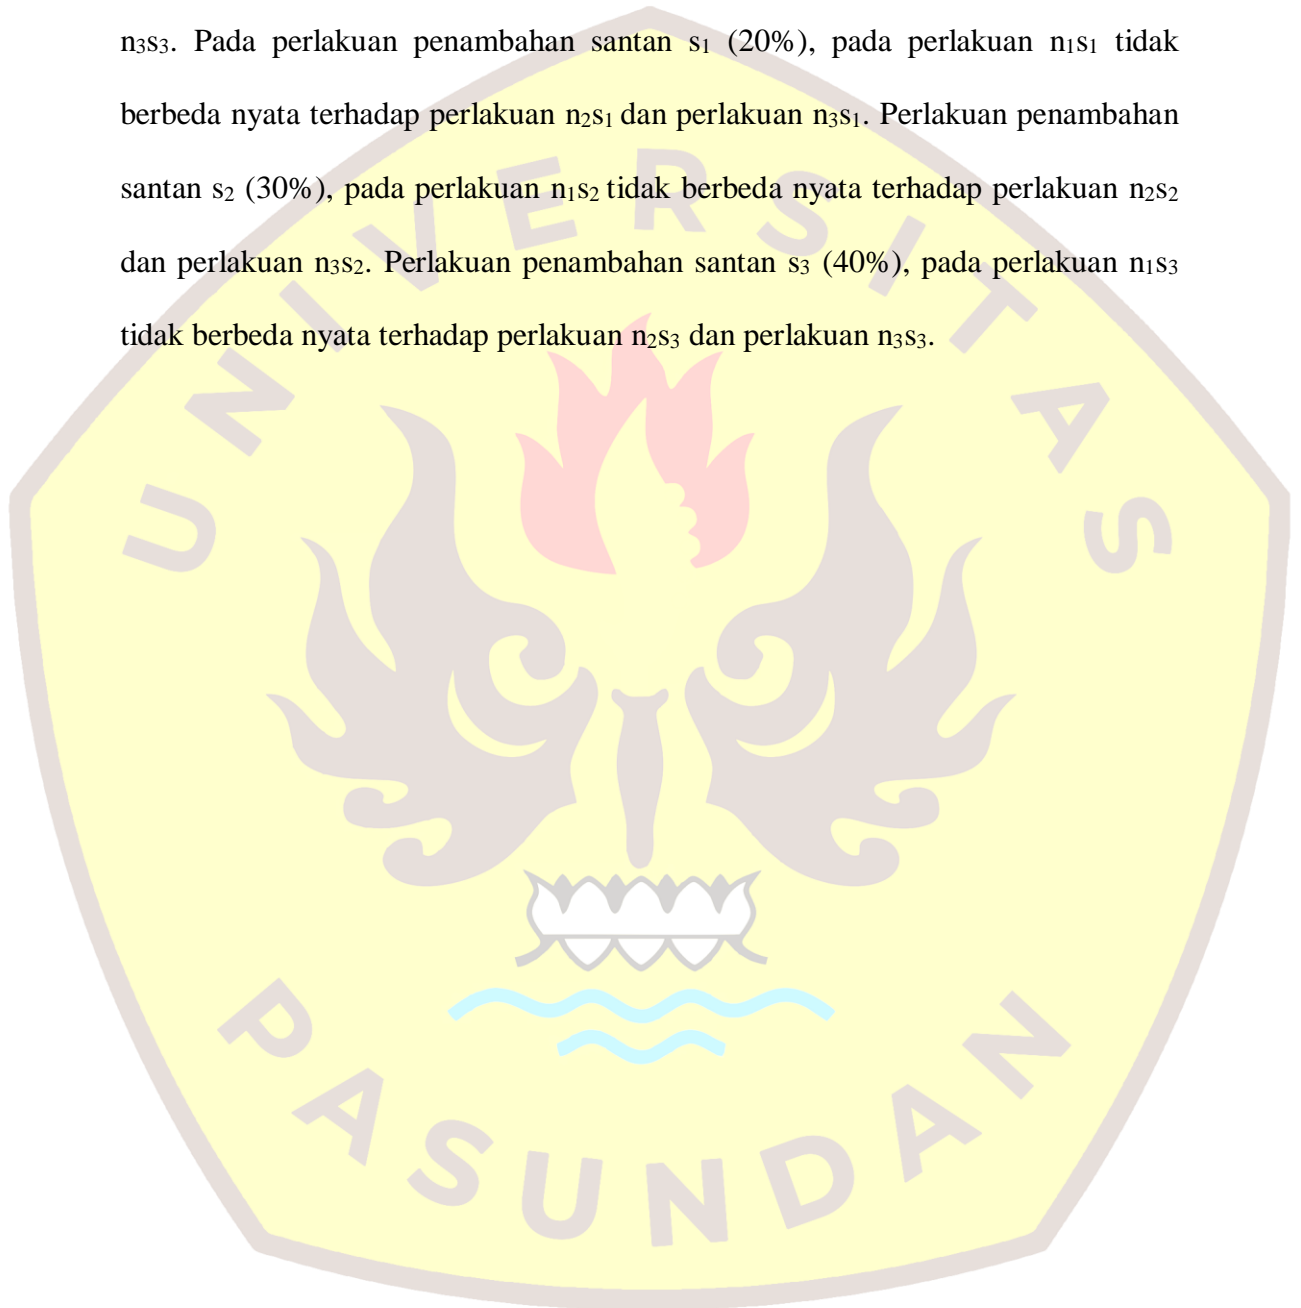 n₃s₃. Pada perlakuan penambahan santan s₁ (20%), pada perlakuan n₁s₁ tidak
berbeda nyata terhadap perlakuan n₂s₁ dan perlakuan n₃s₁. Perlakuan penambahan
santan s₂ (30%), pada perlakuan n₁s₂ tidak berbeda nyata terhadap perlakuan n₂s₂
dan perlakuan n₃s₂. Perlakuan penambahan santan s₃ (40%), pada perlakuan n₁s₃
tidak berbeda nyata terhadap perlakuan n₂s₃ dan perlakuan n₃s₃.
UNIVERSITAS
PASUNDAN